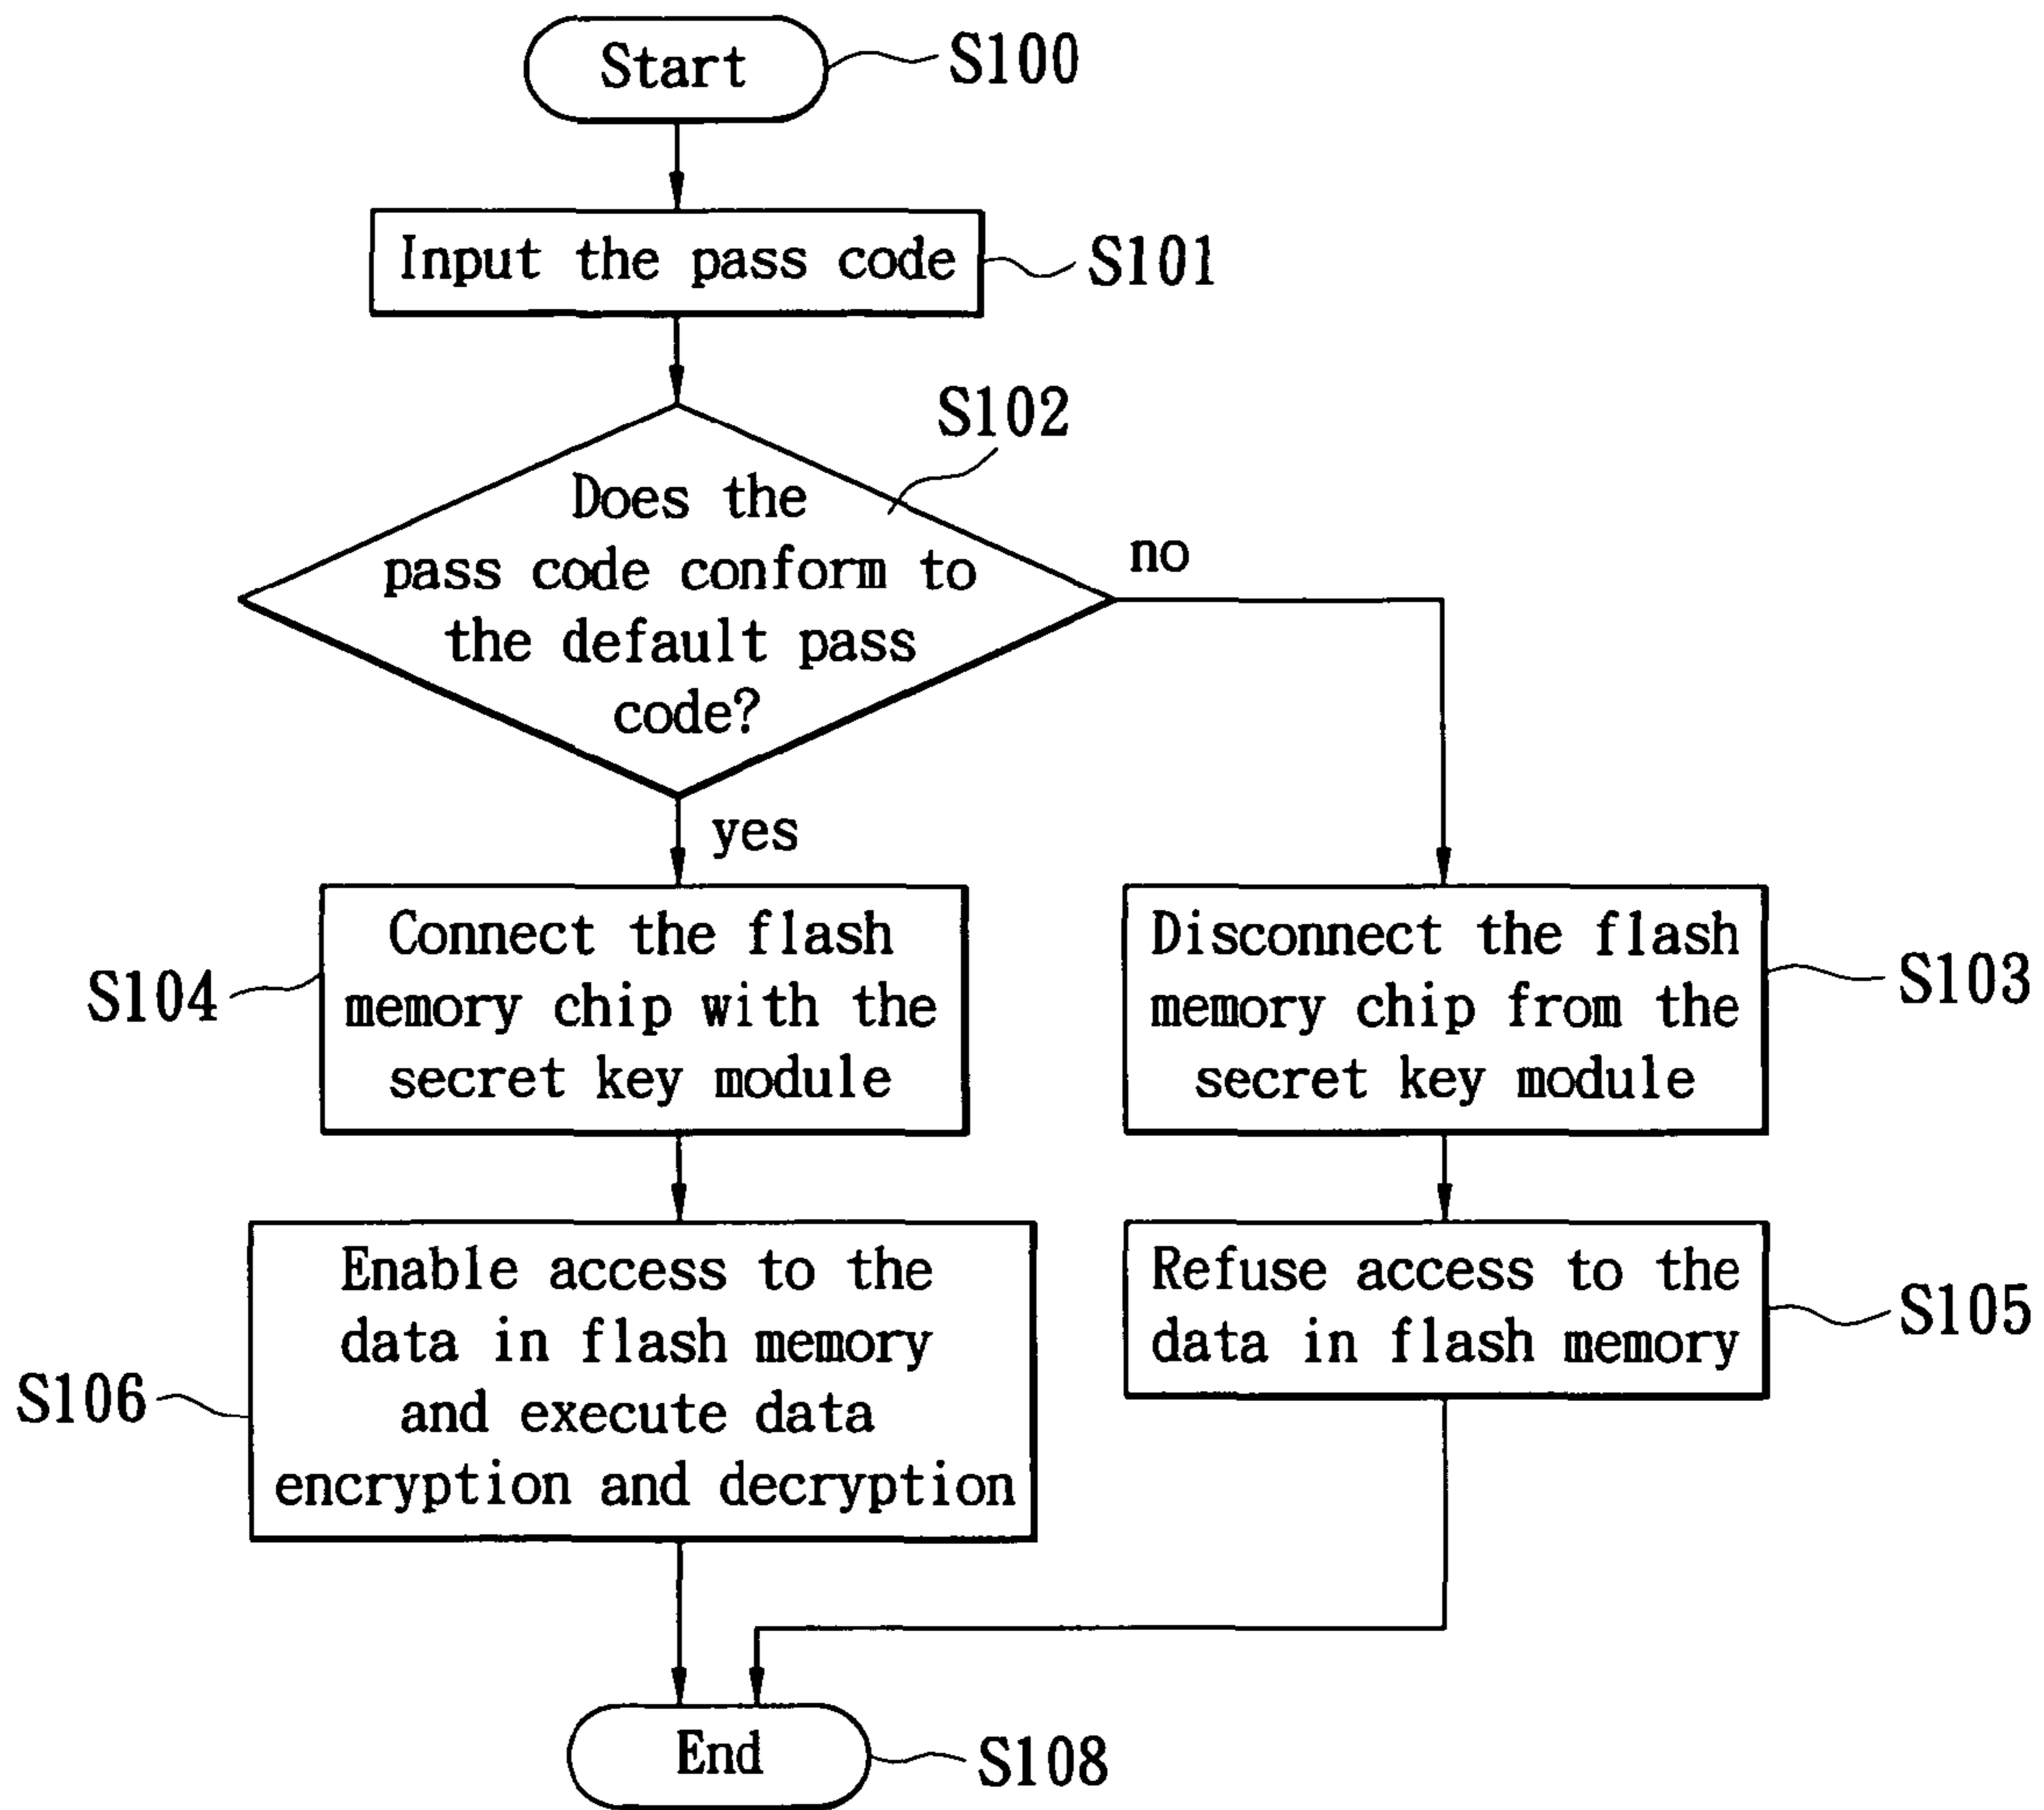 Start
S100
Input the pass code
S101
S102
Does the
pass code conform to
the default pass
code?
no
yes
Connect the flash
memory chip with the
secret key module
S104
Disconnect the flash
memory chip from the
secret key module
S103
Enable access to the
data in flash memory
and execute data
encryption and decryption
S106
Refuse access to the
data in flash memory
S105
End
S108